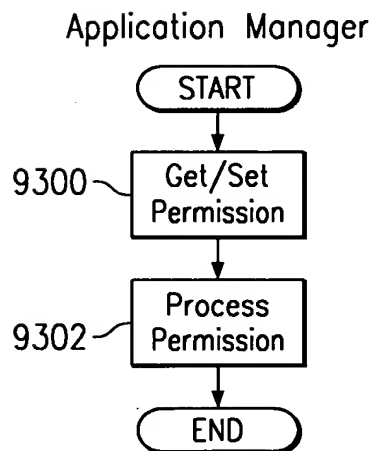 Application Manager
START
9300
Get/Set
Permission
9302
Process
Permission
END